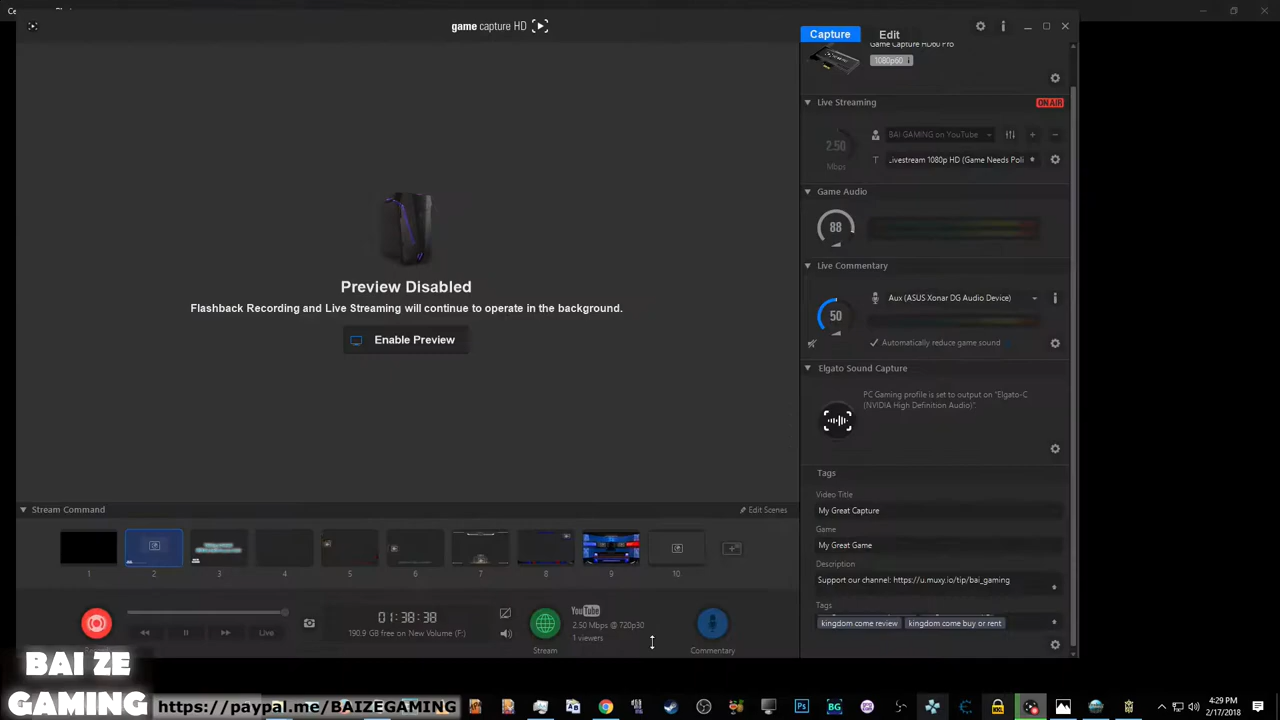 game capture HD
Capture
Edit
Game Capture HD60 Pro
1080p60
Live Streaming
ON AIR
2.50
Mbps
BAI GAMING on YouTube
T
.ivestream 1080p HD (Game Needs Poli
Game Audio
88
Live Commentary
Aux (ASUS Xonar DG Audio Device)
50
Automatically reduce game sound
Elgato Sound Capture
PC Gaming profile is set to output on "Elgato-C
(NVIDIA High Definition Audio)".
Tags
Video Title
My Great Capture
Game
My Great Game
Description
Support our channel: https://u.muxy.io/tip/bai_gaming
Tags
kingdom come review
kingdom come buy or rent
Preview Disabled
Flashback Recording and Live Streaming will continue to operate in the background.
Enable Preview
Stream Command
Edit Scenes
1 2 3 4 5 6 7 8 9 10
Live
01:38:38
190.9 GB free on New Volume (F:)
YouTube
2.50 Mbps @ 720p30
1 viewers
Stream
Commentary
BAI ZE
GAMING
https://paypal.me/BAIZEGAMING
Ps
BG
4:29 PM
2/17/2018